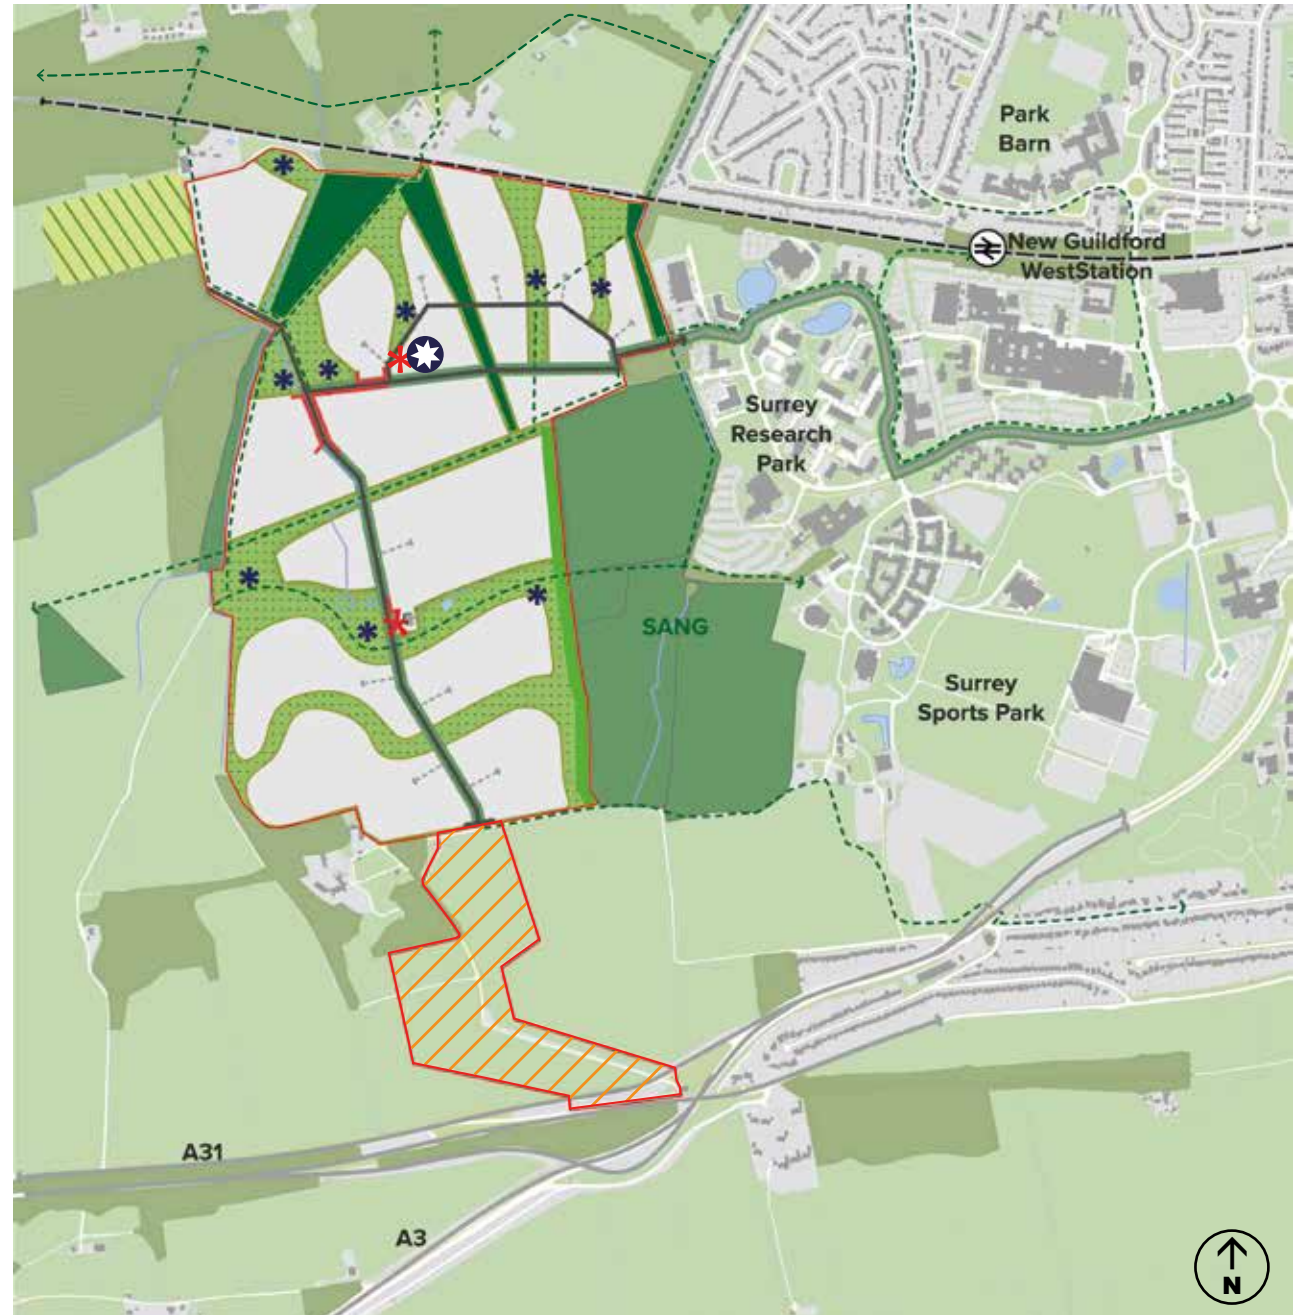 Park
Barn
New Guildford
WestStation
Surrey
Research
Park
SANG
Surrey
Sports Park
A31
A3
N